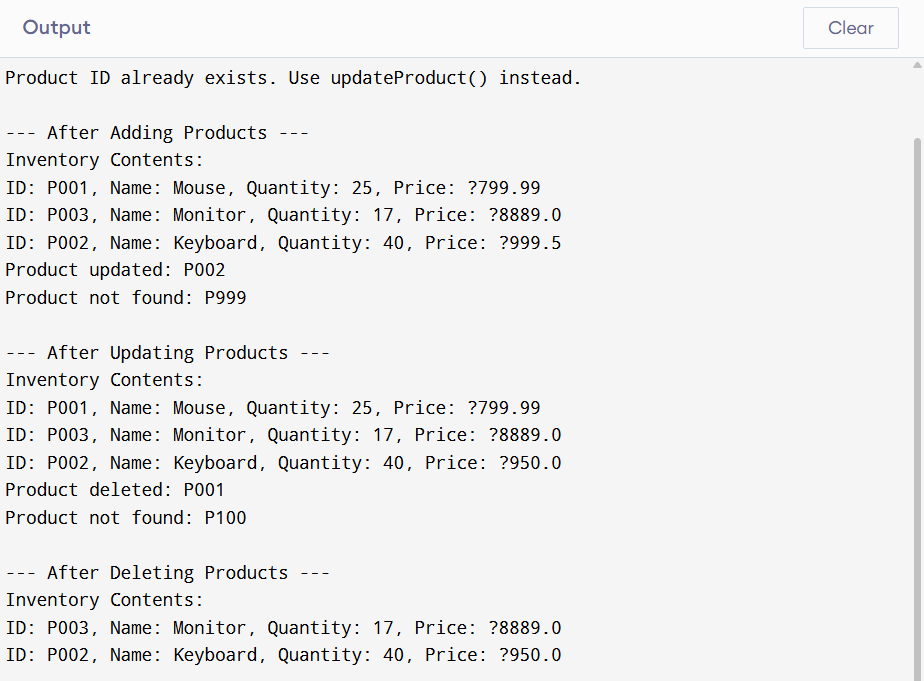 Output
Clear
Product ID already exists. Use updateProduct() instead.
--- After Adding Products ---
Inventory Contents:
ID: P001, Name: Mouse, Quantity: 25, Price: ?799.99
ID: P003, Name: Monitor, Quantity: 17, Price: ?8889.0
ID: P002, Name: Keyboard, Quantity: 40, Price: ?999.5
Product updated: P002
Product not found: P999
--- After Updating Products ---
Inventory Contents:
ID: P001, Name: Mouse, Quantity: 25, Price: ?799.99
ID: P003, Name: Monitor, Quantity: 17, Price: ?8889.0
ID: P002, Name: Keyboard, Quantity: 40, Price: ?950.0
Product deleted: P001
Product not found: P100
--- After Deleting Products ---
Inventory Contents:
ID: P003, Name: Monitor, Quantity: 17, Price: ?8889.0
ID: P002, Name: Keyboard, Quantity: 40, Price: ?950.0